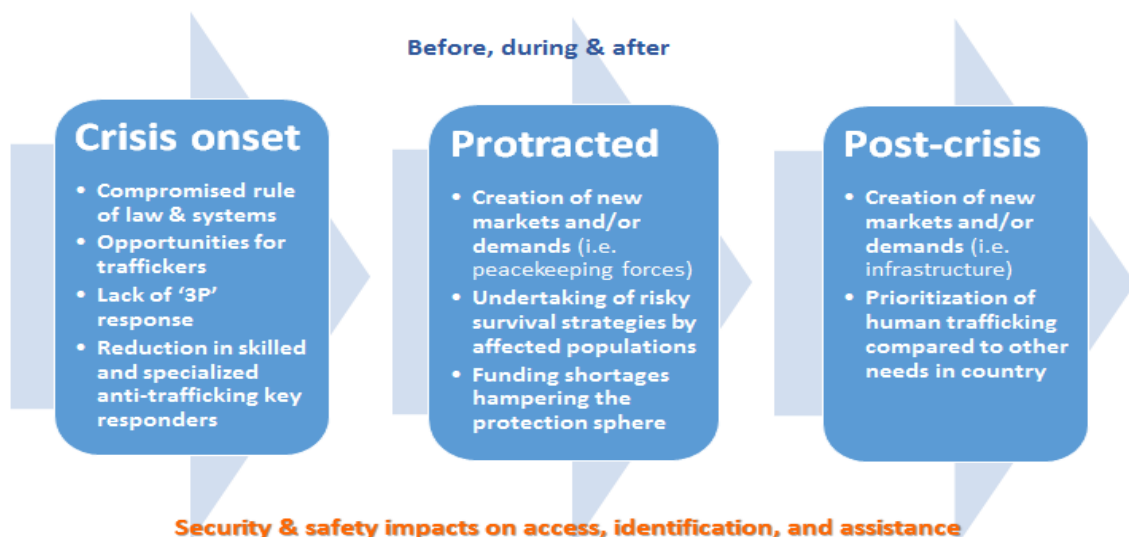 Before, during & after
Crisis onset
• Compromised rule
of law & systems
• Opportunities for
traffickers
• Lack of ‘3P’
response
• Reduction in skilled
and specialized
anti-trafficking key
responders
Protracted
• Creation of new
markets and/or
demands (i.e.
peacekeeping forces)
• Undertaking of risky
survival strategies by
affected populations
• Funding shortages
hampering the
protection sphere
Post-crisis
• Creation of new
markets and/or
demands (i.e.
infrastructure)
• Prioritization of
human trafficking
compared to other
needs in country
Security & safety impacts on access, identification, and assistance